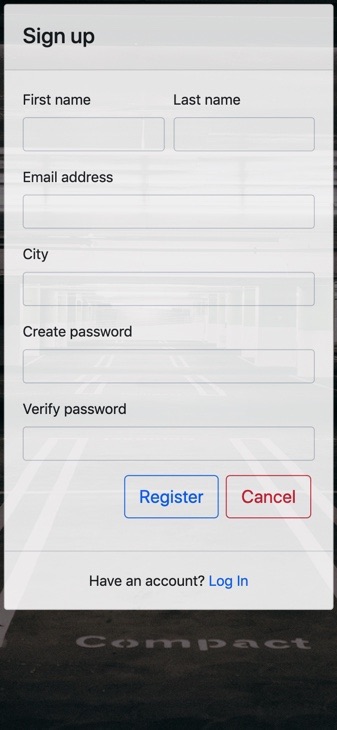 Sign up
First name Last name
Email address
City
Create password
Verify password
Register Cancel
Have an account? Log In
Compact